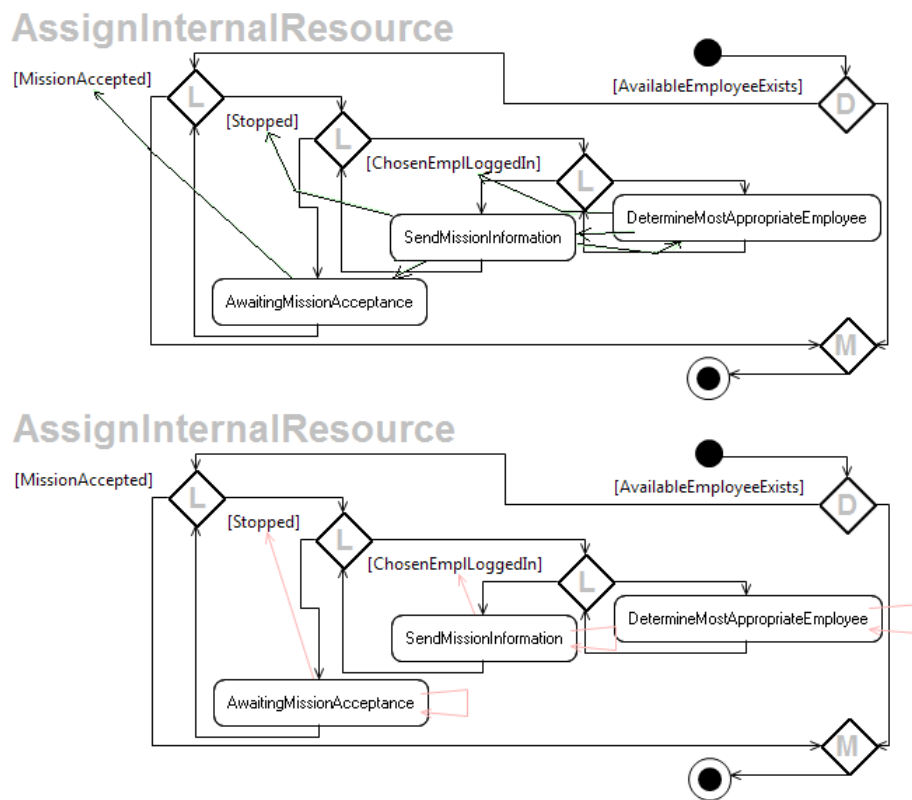 AssignInternalResource
[MissionAccepted]
[AvailableEmployeeExists]
L
D
[Stopped]
L
[ChosenEmplLoggedIn]
L
DetermineMostAppropriateEmployee
SendMissionInformation
AwaitingMissionAcceptance
M
AssignInternalResource
[MissionAccepted]
[AvailableEmployeeExists]
L
D
[Stopped]
L
[ChosenEmplLoggedIn]
L
DetermineMostAppropriateEmployee
SendMissionInformation
AwaitingMissionAcceptance
M